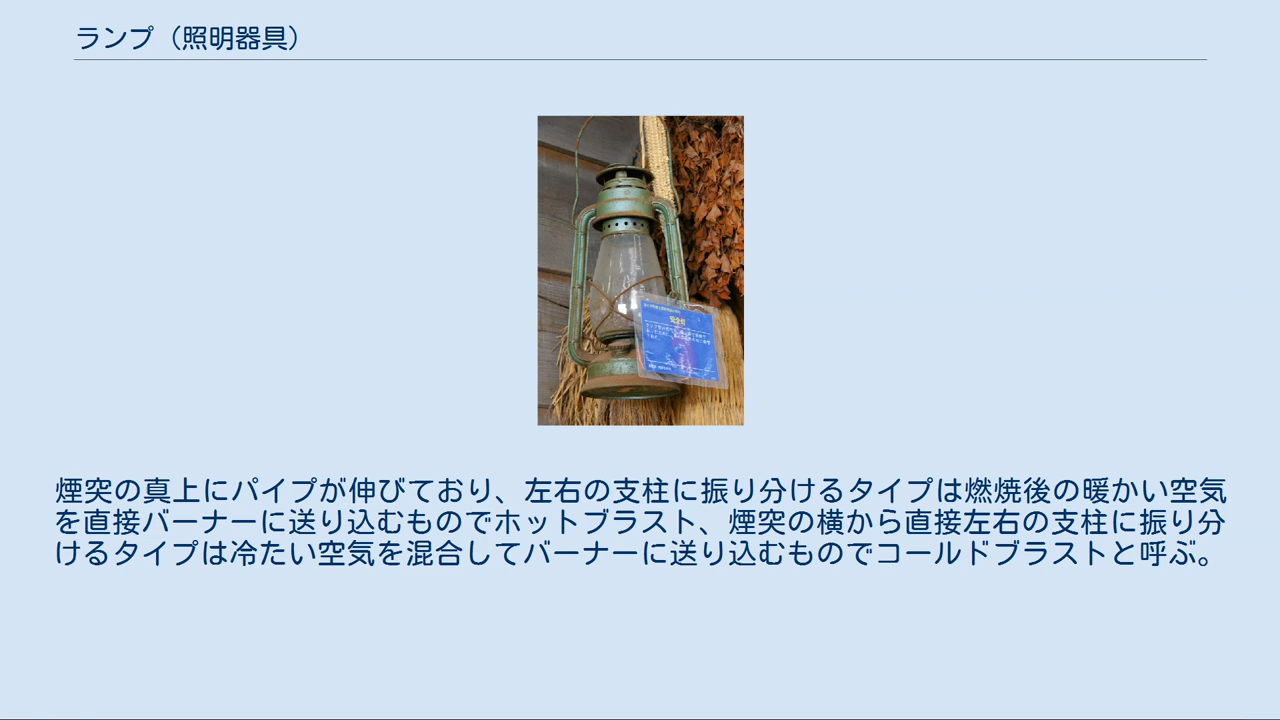 ランプ（照明器具）
煙突の真上にパイプが伸びており、左右の支柱に振り分けるタイプは燃焼後の暖かい空気
を直接バーナーに送り込むものでホットブラスト、煙突の横から直接左右の支柱に振り分
けるタイプは冷たい空気を混合してバーナーに送り込むものでコールドブラストと呼ぶ。